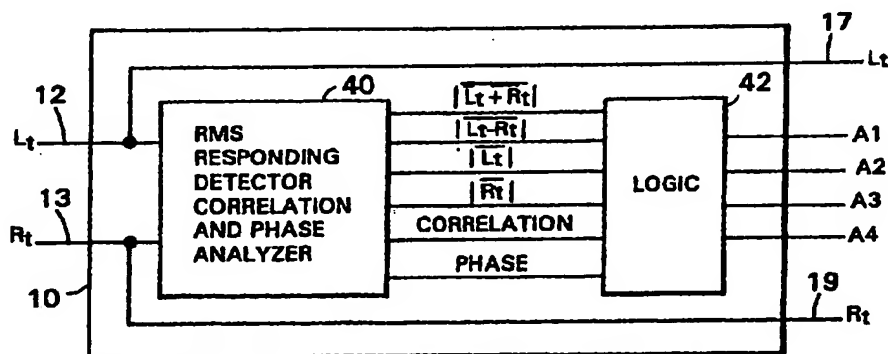 17
Lt
12
40
42
Lt
|Lt + Rt|
|Lt-Rt|
|Lt|
|Rt|
CORRELATION
PHASE
RMS
RESPONDING
DETECTOR
CORRELATION
AND PHASE
ANALYZER
LOGIC
A1
A2
A3
A4
13
Rt
10
19
Rt